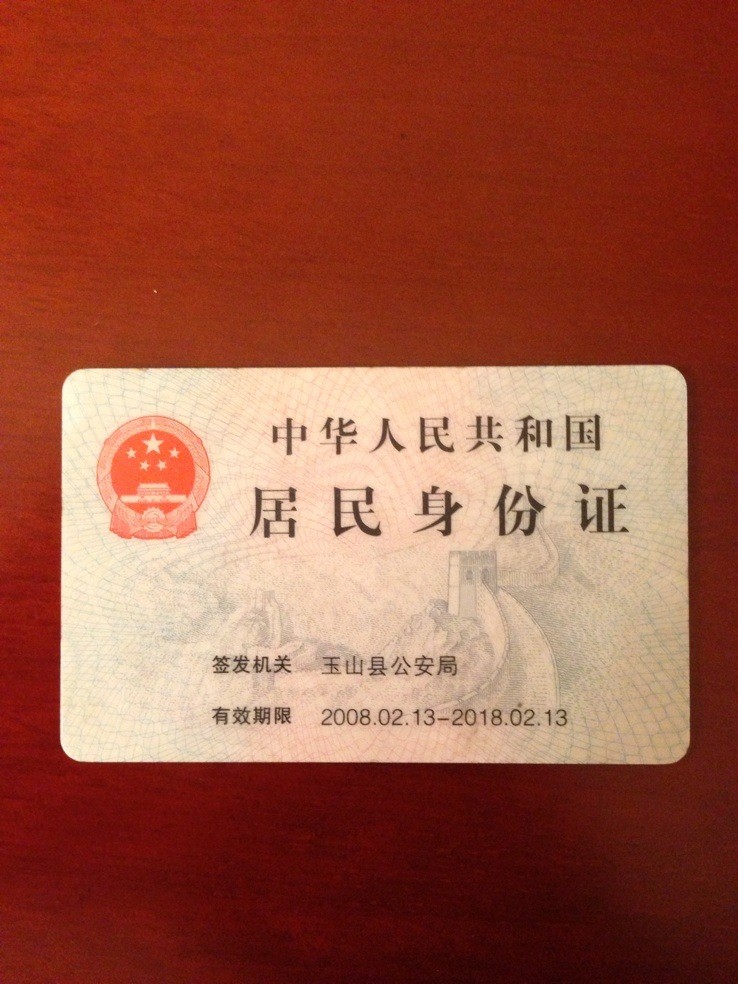 中华人民共和国
居民身份证
签发机关 玉山县公安局
有效期限 2008.02.13-2018.02.13